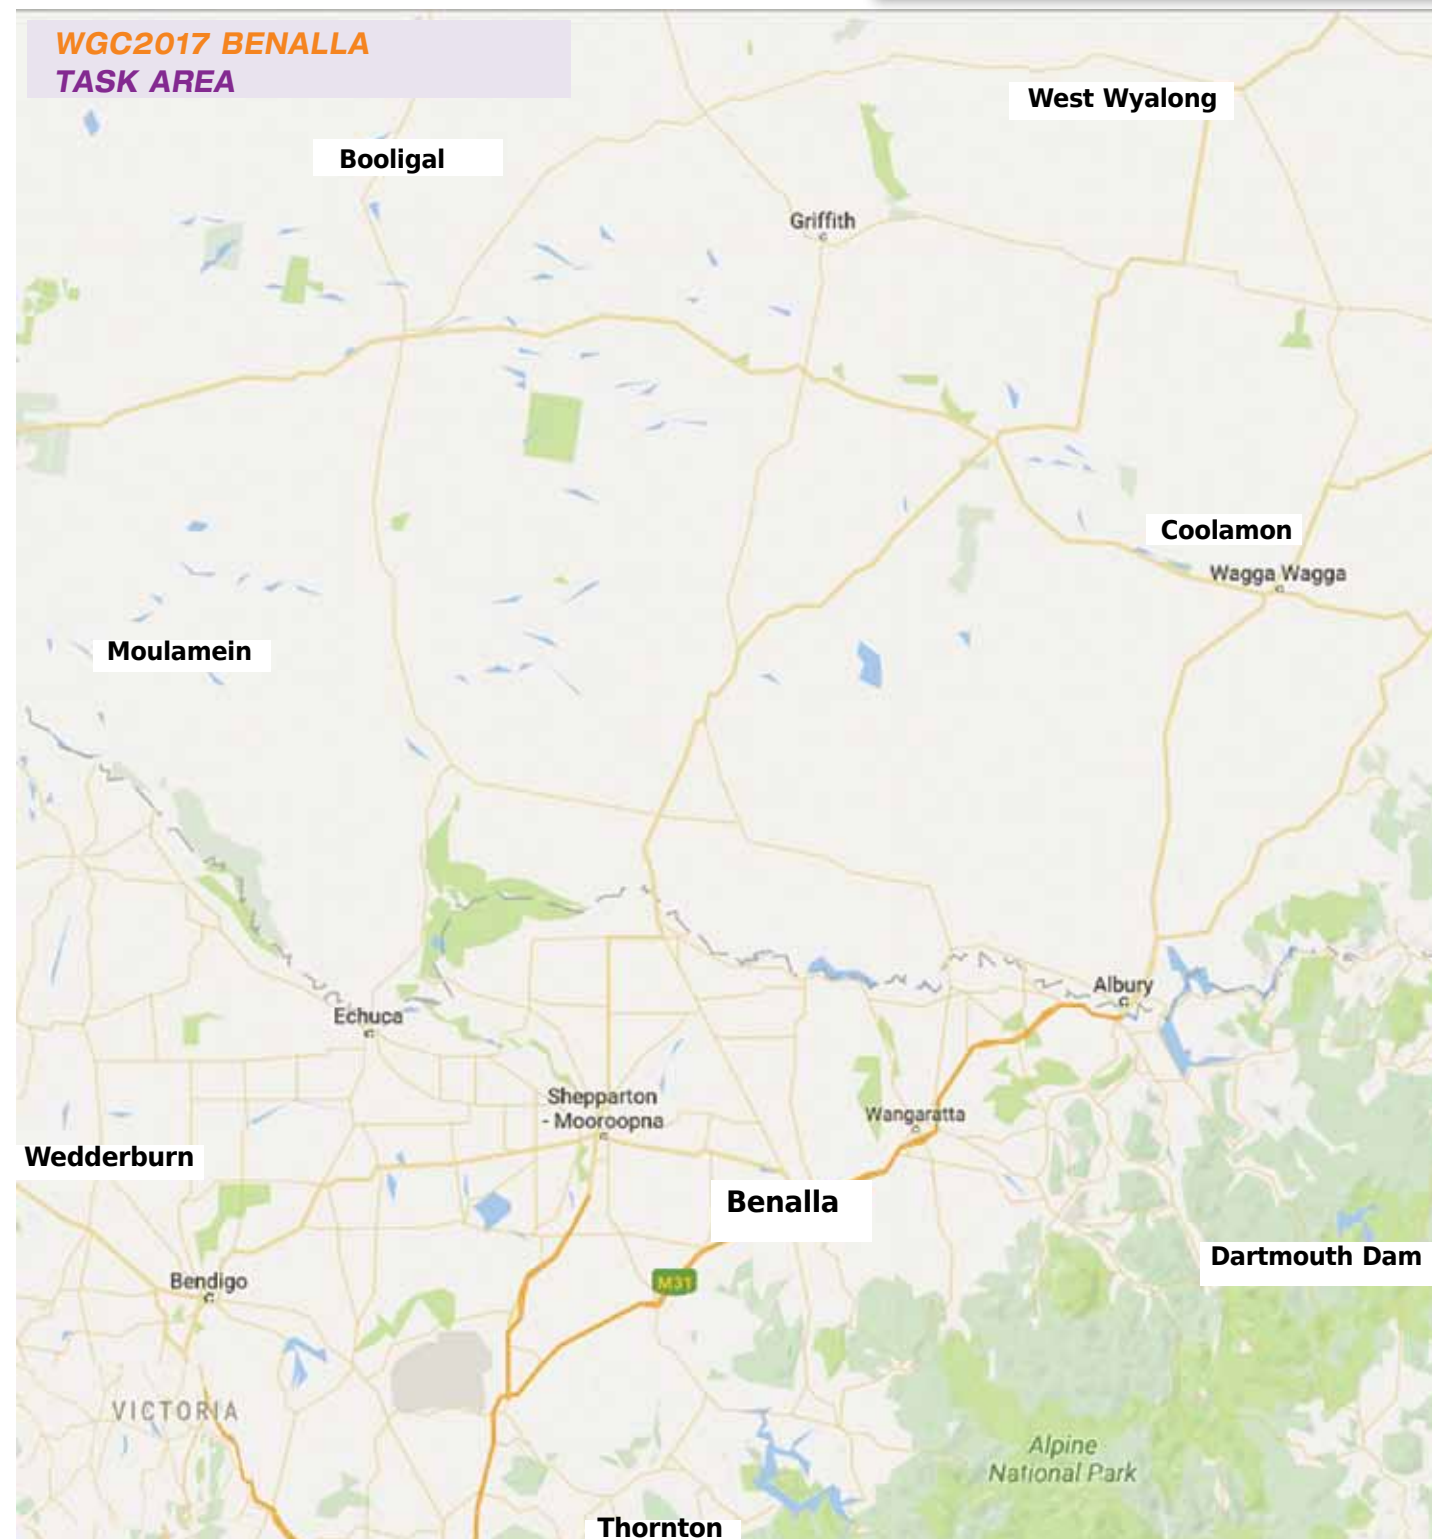 WGC2017 BENALLA
TASK AREA
West Wyalong
Booligal
Griffith
Coolamon
Wagga Wagga
Moulamein
Albury
Echuca
Shepparton
- Mooroopna
Wangaratta
Wedderburn
Benalla
Dartmouth Dam
Bendigo
M31
VICTORIA
Alpine
National Park
Thornton